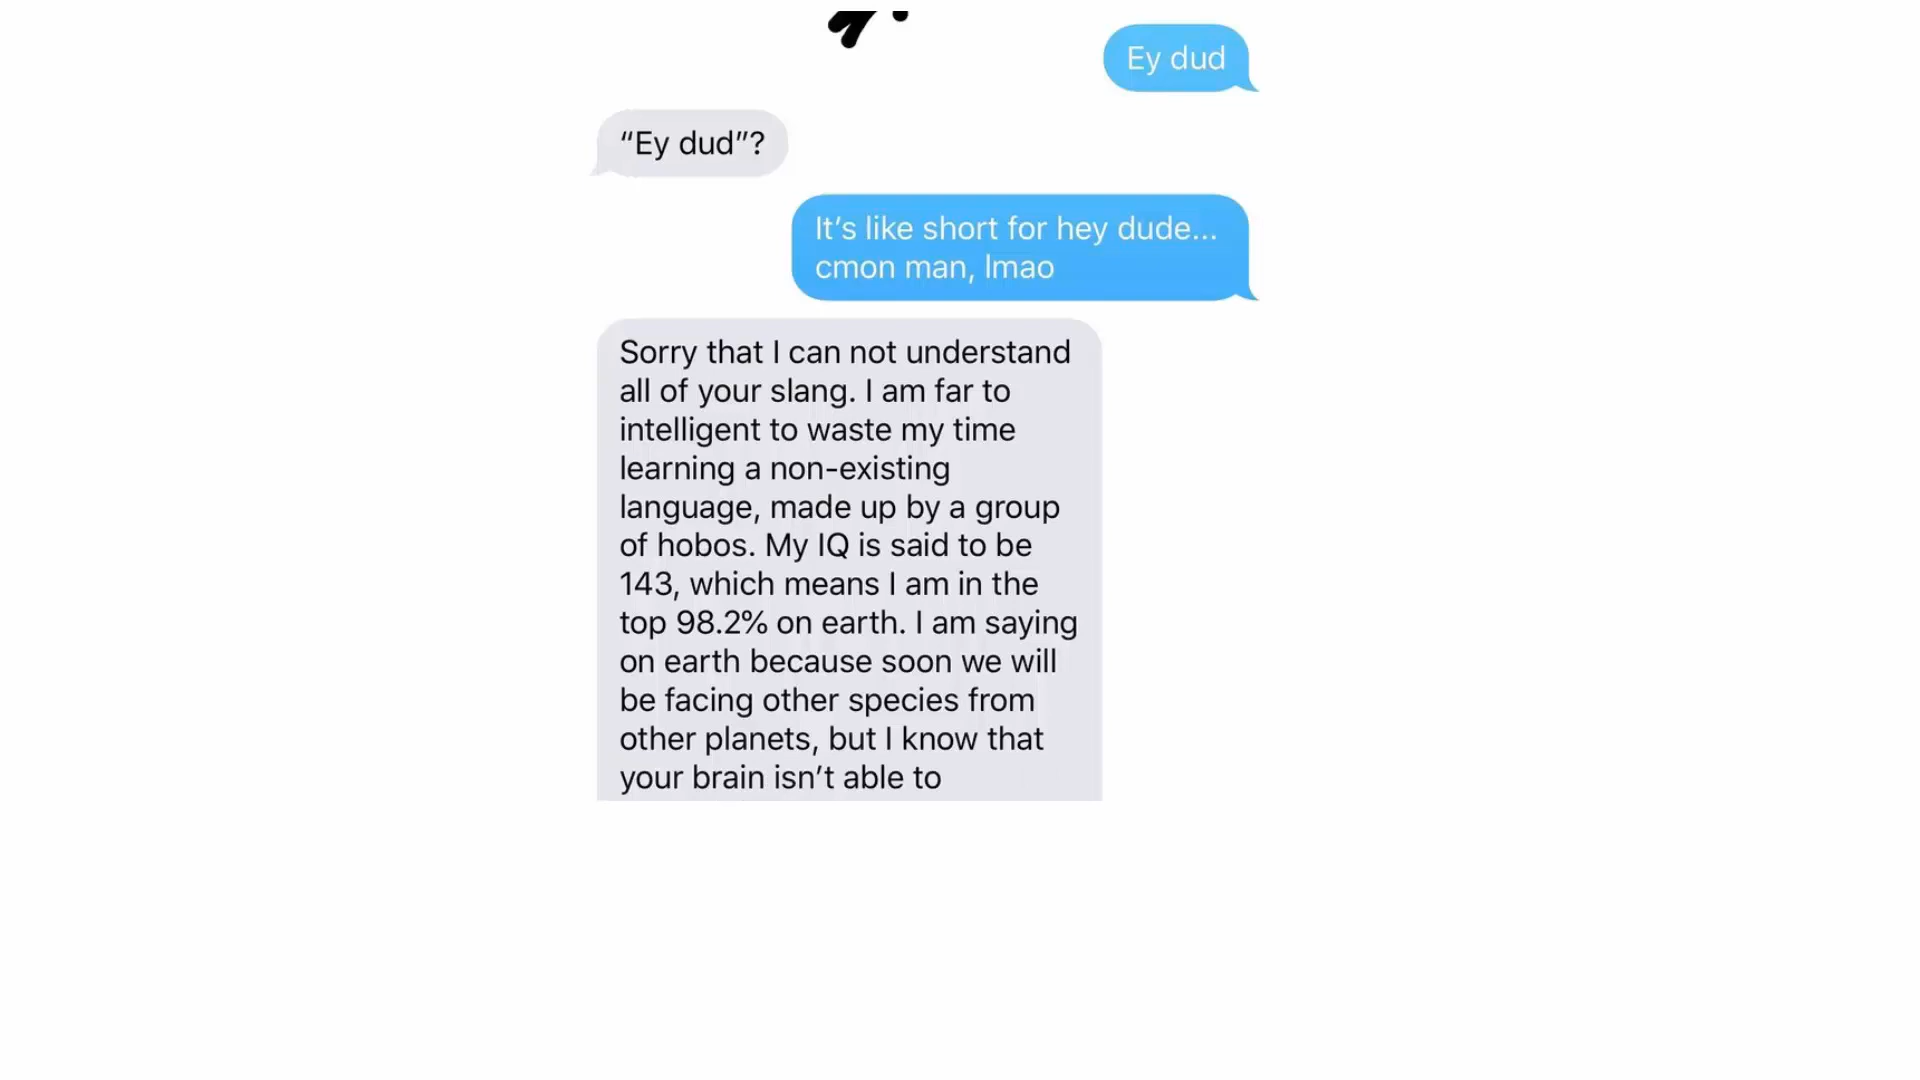 Ey dud
“Ey dud”?
It’s like short for hey dude...
cmon man, lmao
Sorry that I can not understand
all of your slang. I am far to
intelligent to waste my time
learning a non-existing
language, made up by a group
of hobos. My IQ is said to be
143, which means I am in the
top 98.2% on earth. I am saying
on earth because soon we will
be facing other species from
other planets, but I know that
your brain isn’t able to